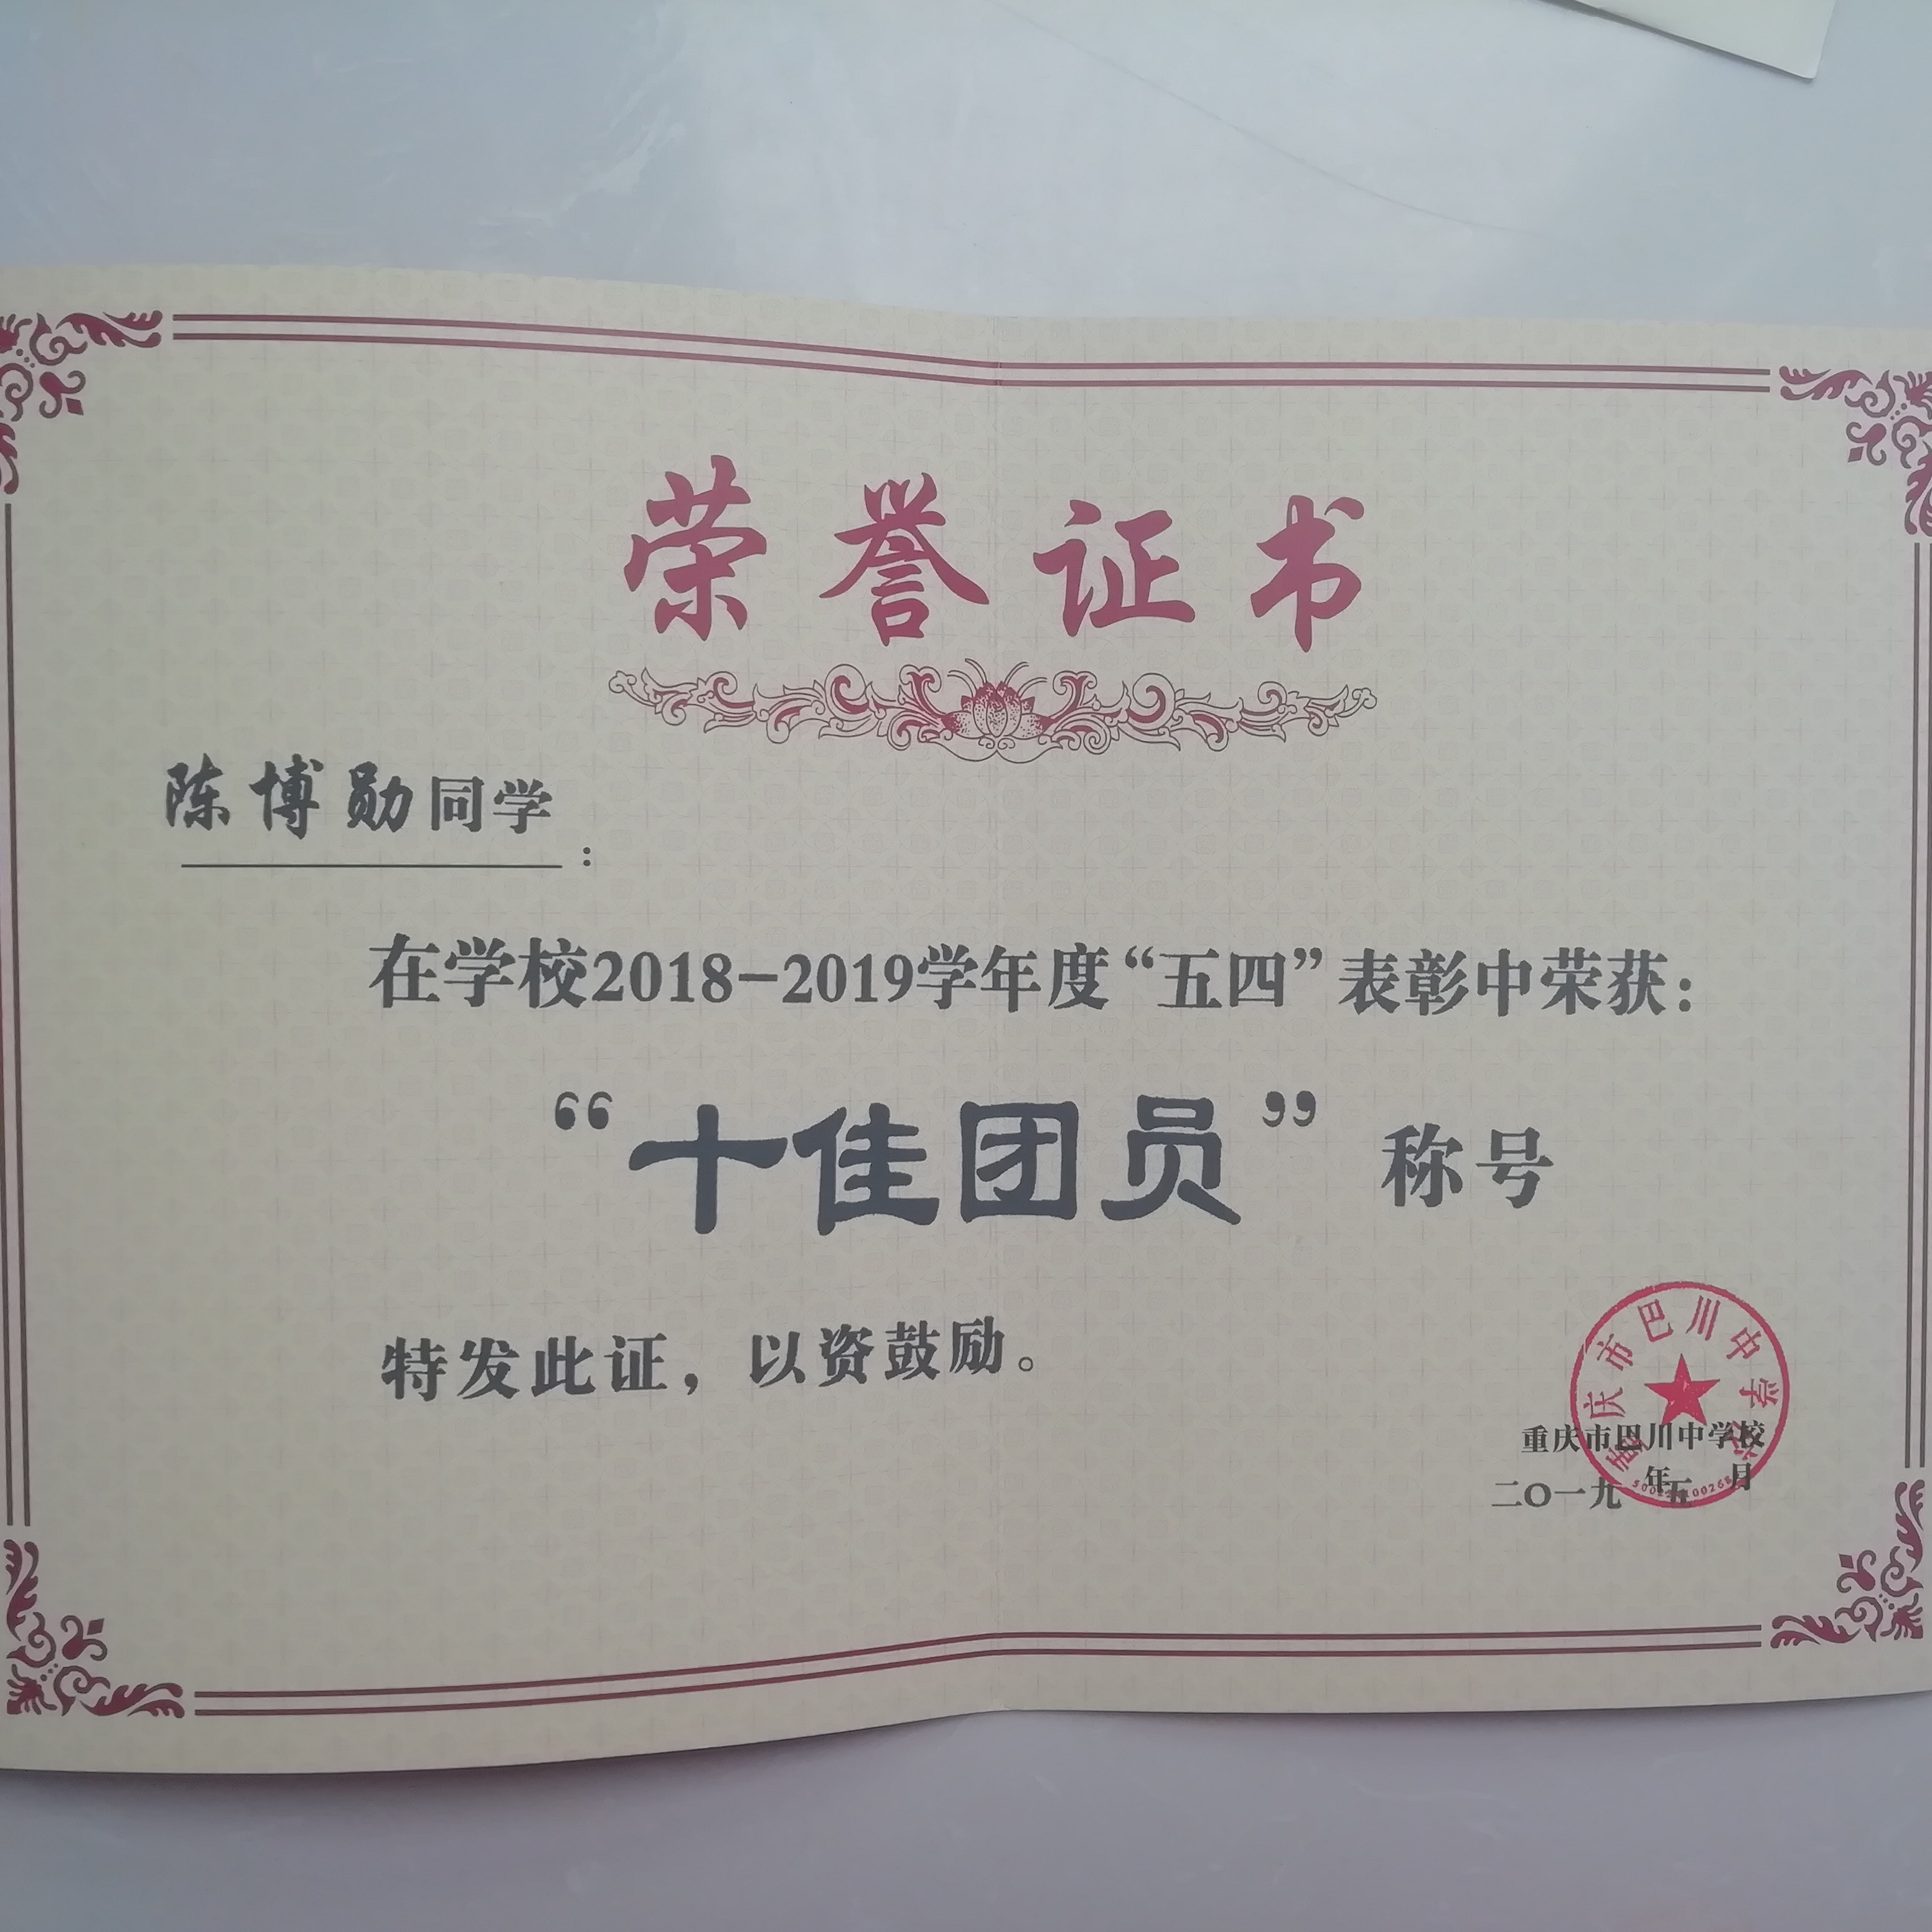 荣誉证书
陈博勋同学：
在学校2018-2019学年度“五四”表彰中荣获：
“十佳团员”称号
特发此证，以资鼓励。
重庆市巴川中学校
重庆市巴川中学校
二〇一九年五月